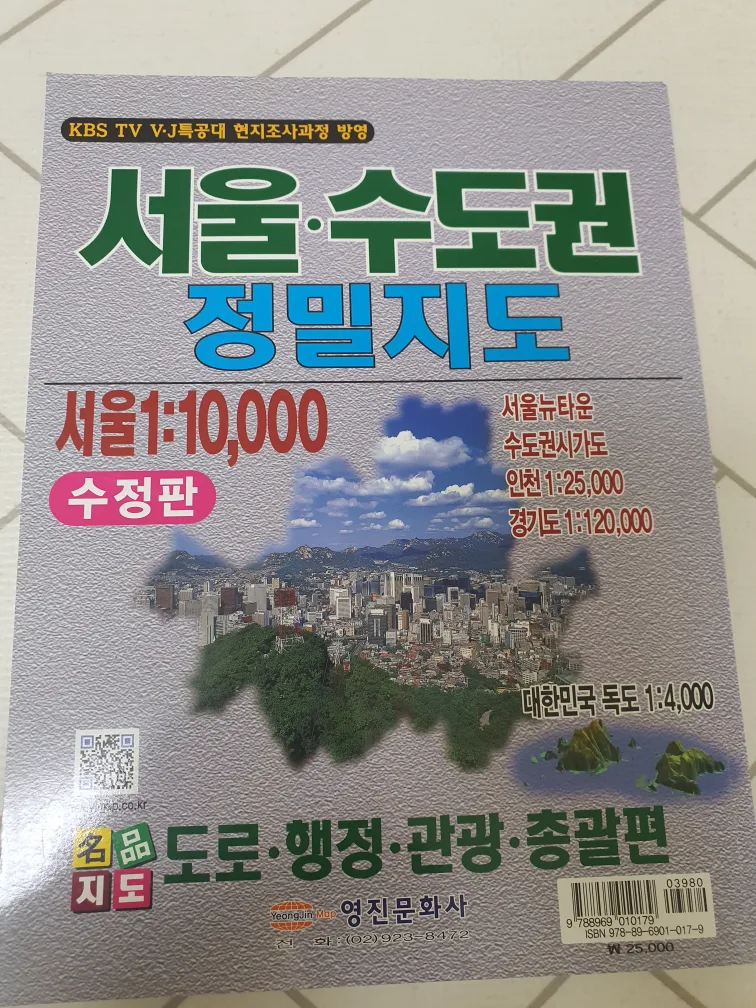 KBS TV V·J특공대 현지조사과정 방영
서울·수도권
정밀지도
서울1:10,000
수정판
서울뉴타운
수도권시가도
인천 1:25,000
경기도 1:120,000
대한민국 독도 1:4,000
名品
지도
도로·행정·관광·총괄편
YeongJin Map 영진문화사
전 화:(02)923-8472
03980
9 788969 010179
ISBN 978-89-6901-017-9
₩ 25,000